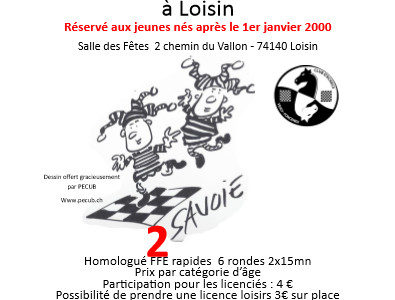 à Loisin
Réservé aux jeunes nés après le 1er janvier 2000
Salle des Fêtes 2 chemin du Vallon - 74140 Loisin
Dessin offert gracieusement
par PECUB
Www.pecub.ch
SAVOIE
2
Homologué FFE rapides 6 rondes 2x15mn
Prix par catégorie d'âge
Participation pour les licenciés : 4 €
Possibilité de prendre une licence loisirs 3€ sur place